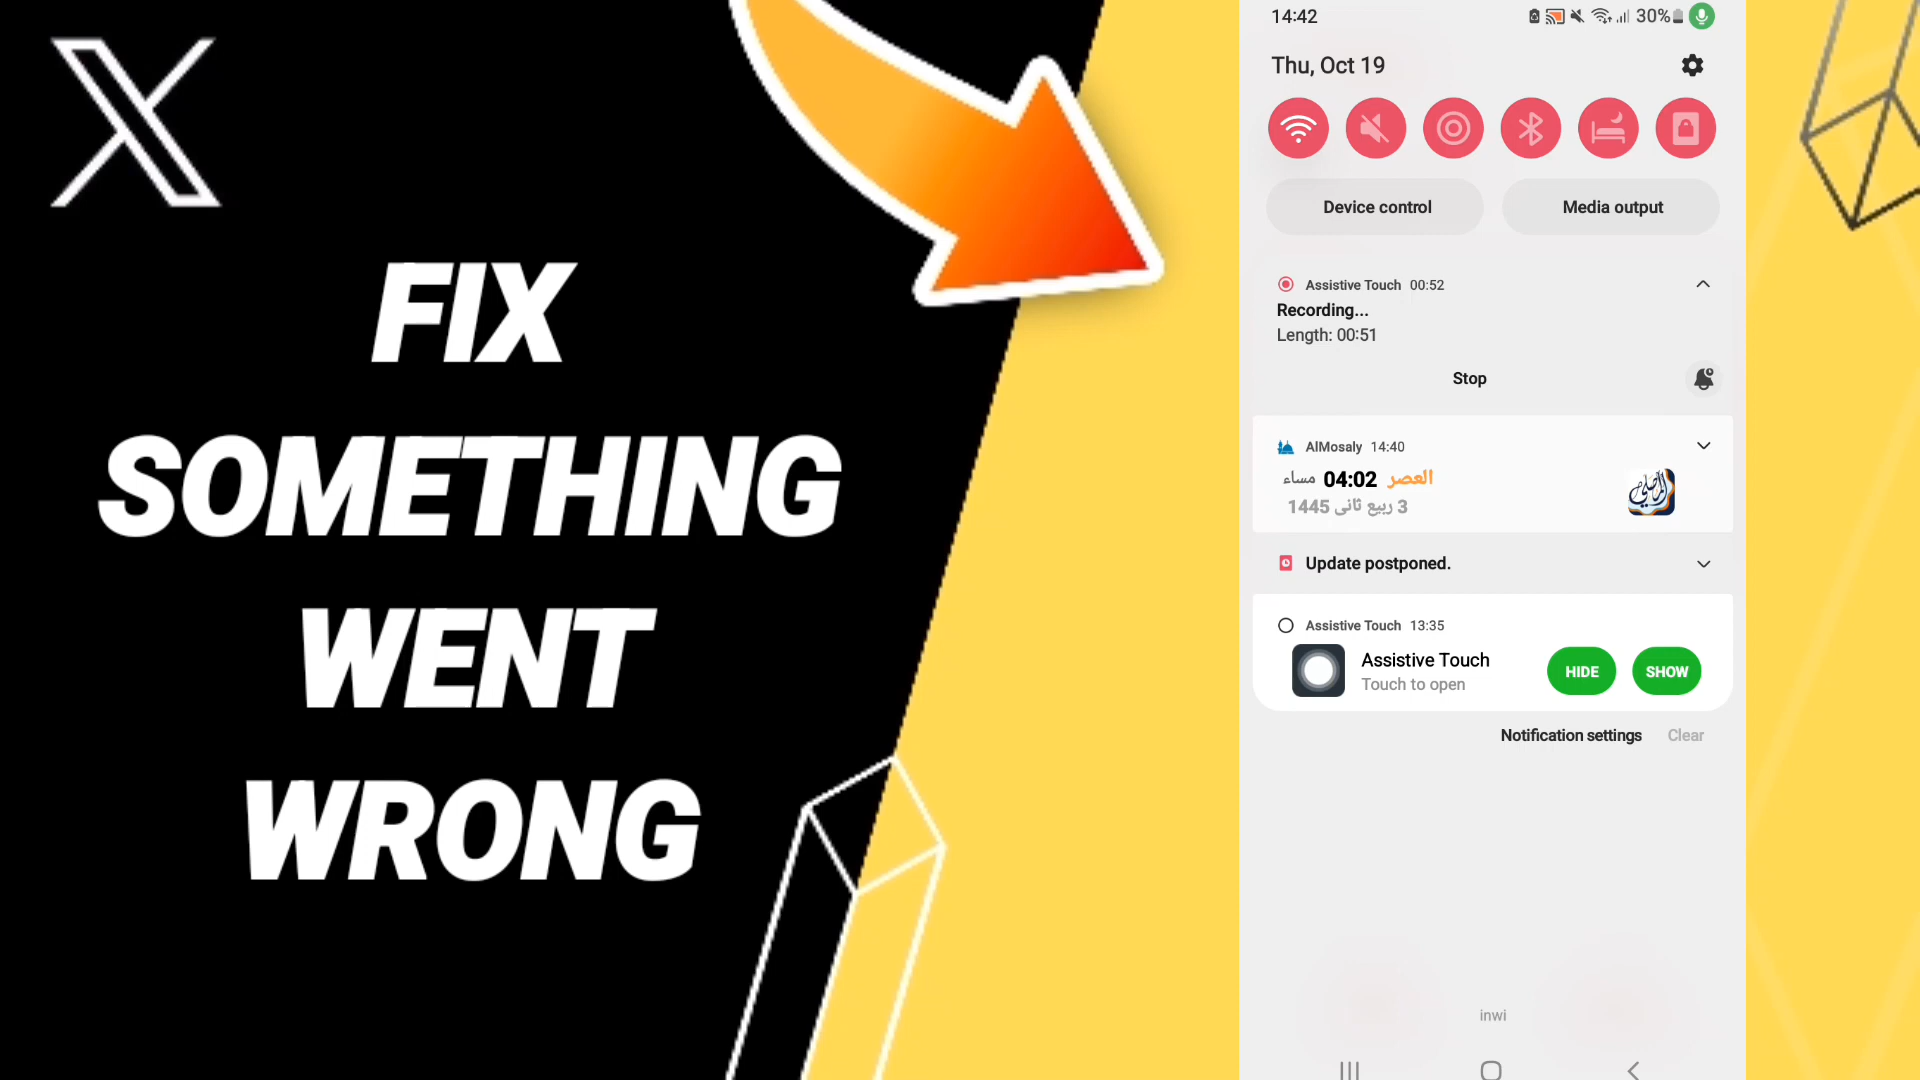 FIX
SOMETHING
WENT
WRONG
14:42
30%
Thu, Oct 19
Device control
Media output
Assistive Touch 00:52
Recording...
Length: 00:51
Stop
AlMosaly 14:40
العصر 04:02 مساء
3 ربيع ثانى 1445
المصلي
Update postponed.
Assistive Touch 13:35
Assistive Touch
Touch to open
HIDE
SHOW
Notification settings
Clear
inwi